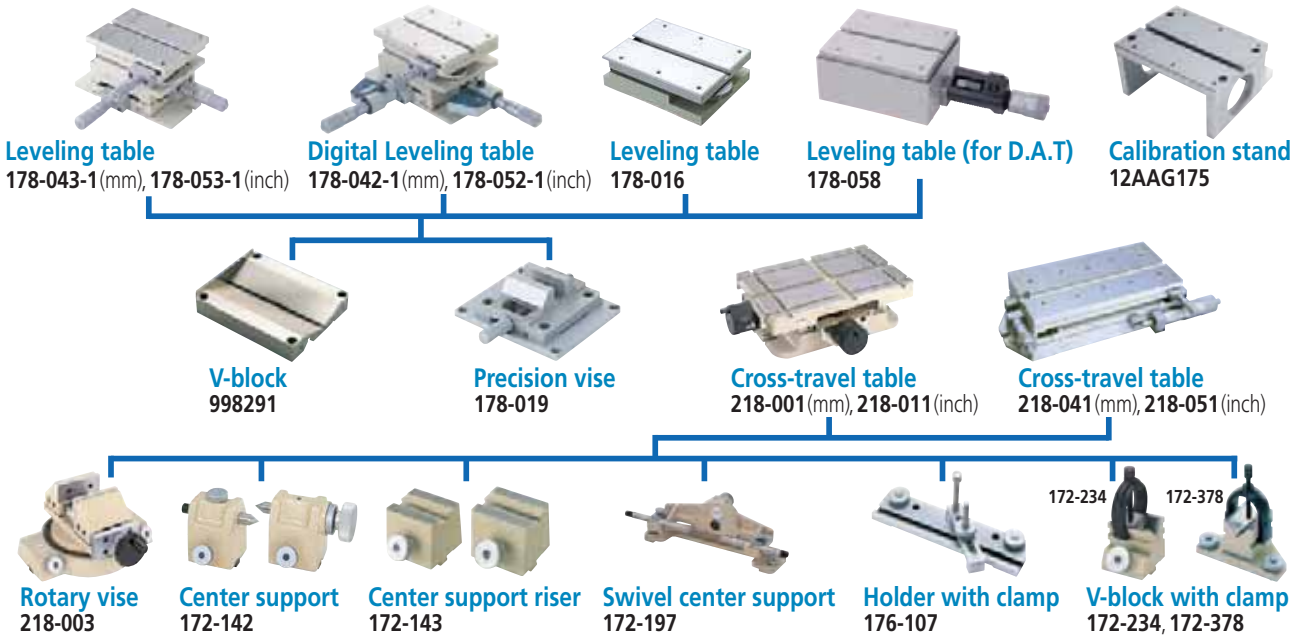 Leveling table
178-043-1(mm), 178-053-1(inch)
Digital Leveling table
178-042-1(mm), 178-052-1(inch)
Leveling table
178-016
Leveling table (for D.A.T)
178-058
Calibration stand
12AAG175
V-block
998291
Precision vise
178-019
Cross-travel table
218-001(mm), 218-011(inch)
Cross-travel table
218-041(mm), 218-051(inch)
172-234
172-378
Rotary vise
218-003
Center support
172-142
Center support riser
172-143
Swivel center support
172-197
Holder with clamp
176-107
V-block with clamp
172-234, 172-378